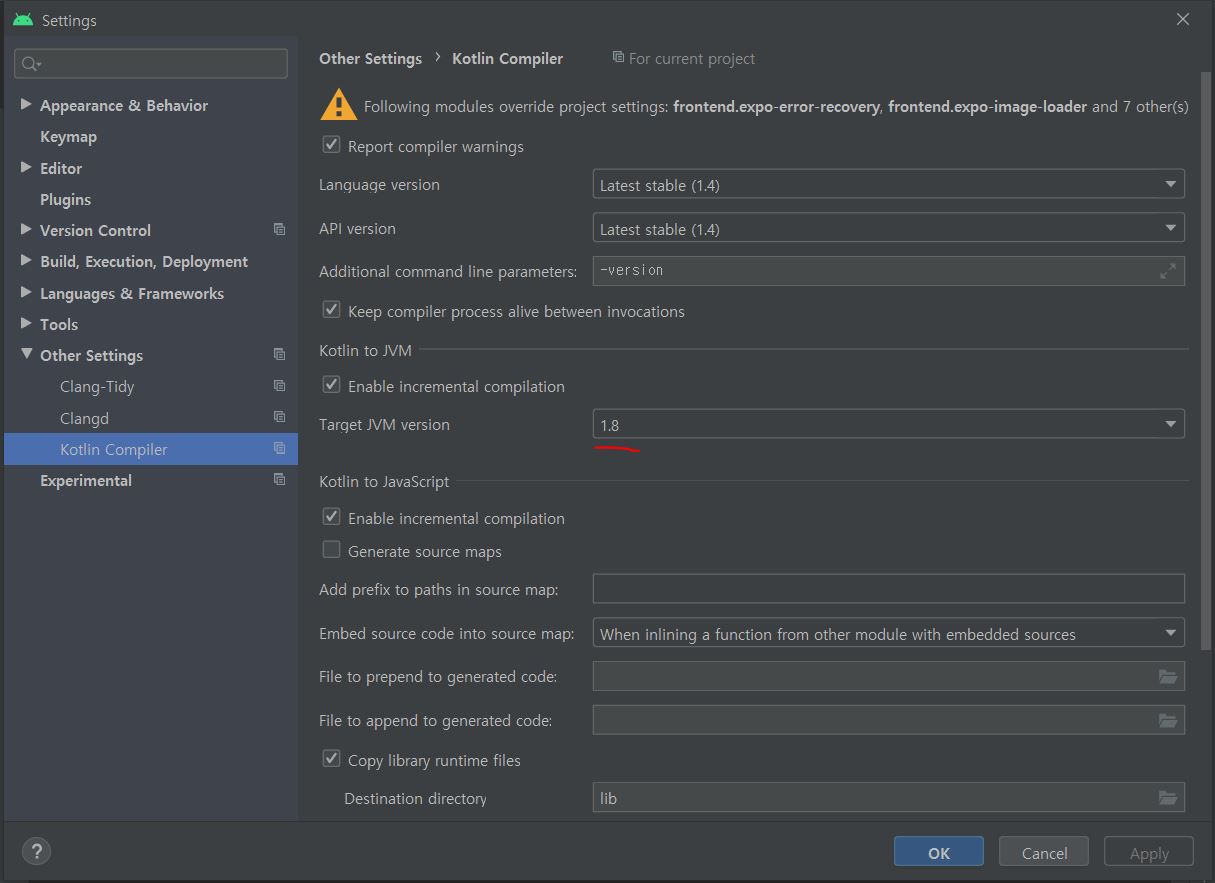 Settings
Other Settings › Kotlin Compiler For current project
Appearance & Behavior
Keymap
Editor
Plugins
Version Control
Build, Execution, Deployment
Languages & Frameworks
Tools
Other Settings
Clang-Tidy
Clangd
Kotlin Compiler
Experimental
Following modules override project settings: frontend.expo-error-recovery, frontend.expo-image-loader and 7 other(s)
Report compiler warnings
Language version Latest stable (1.4)
API version Latest stable (1.4)
Additional command line parameters: -version
Keep compiler process alive between invocations
Kotlin to JVM
Enable incremental compilation
Target JVM version 1.8
Kotlin to JavaScript
Enable incremental compilation
Generate source maps
Add prefix to paths in source map:
Embed source code into source map: When inlining a function from other module with embedded sources
File to prepend to generated code:
File to append to generated code:
Copy library runtime files
Destination directory lib
? OK Cancel Apply